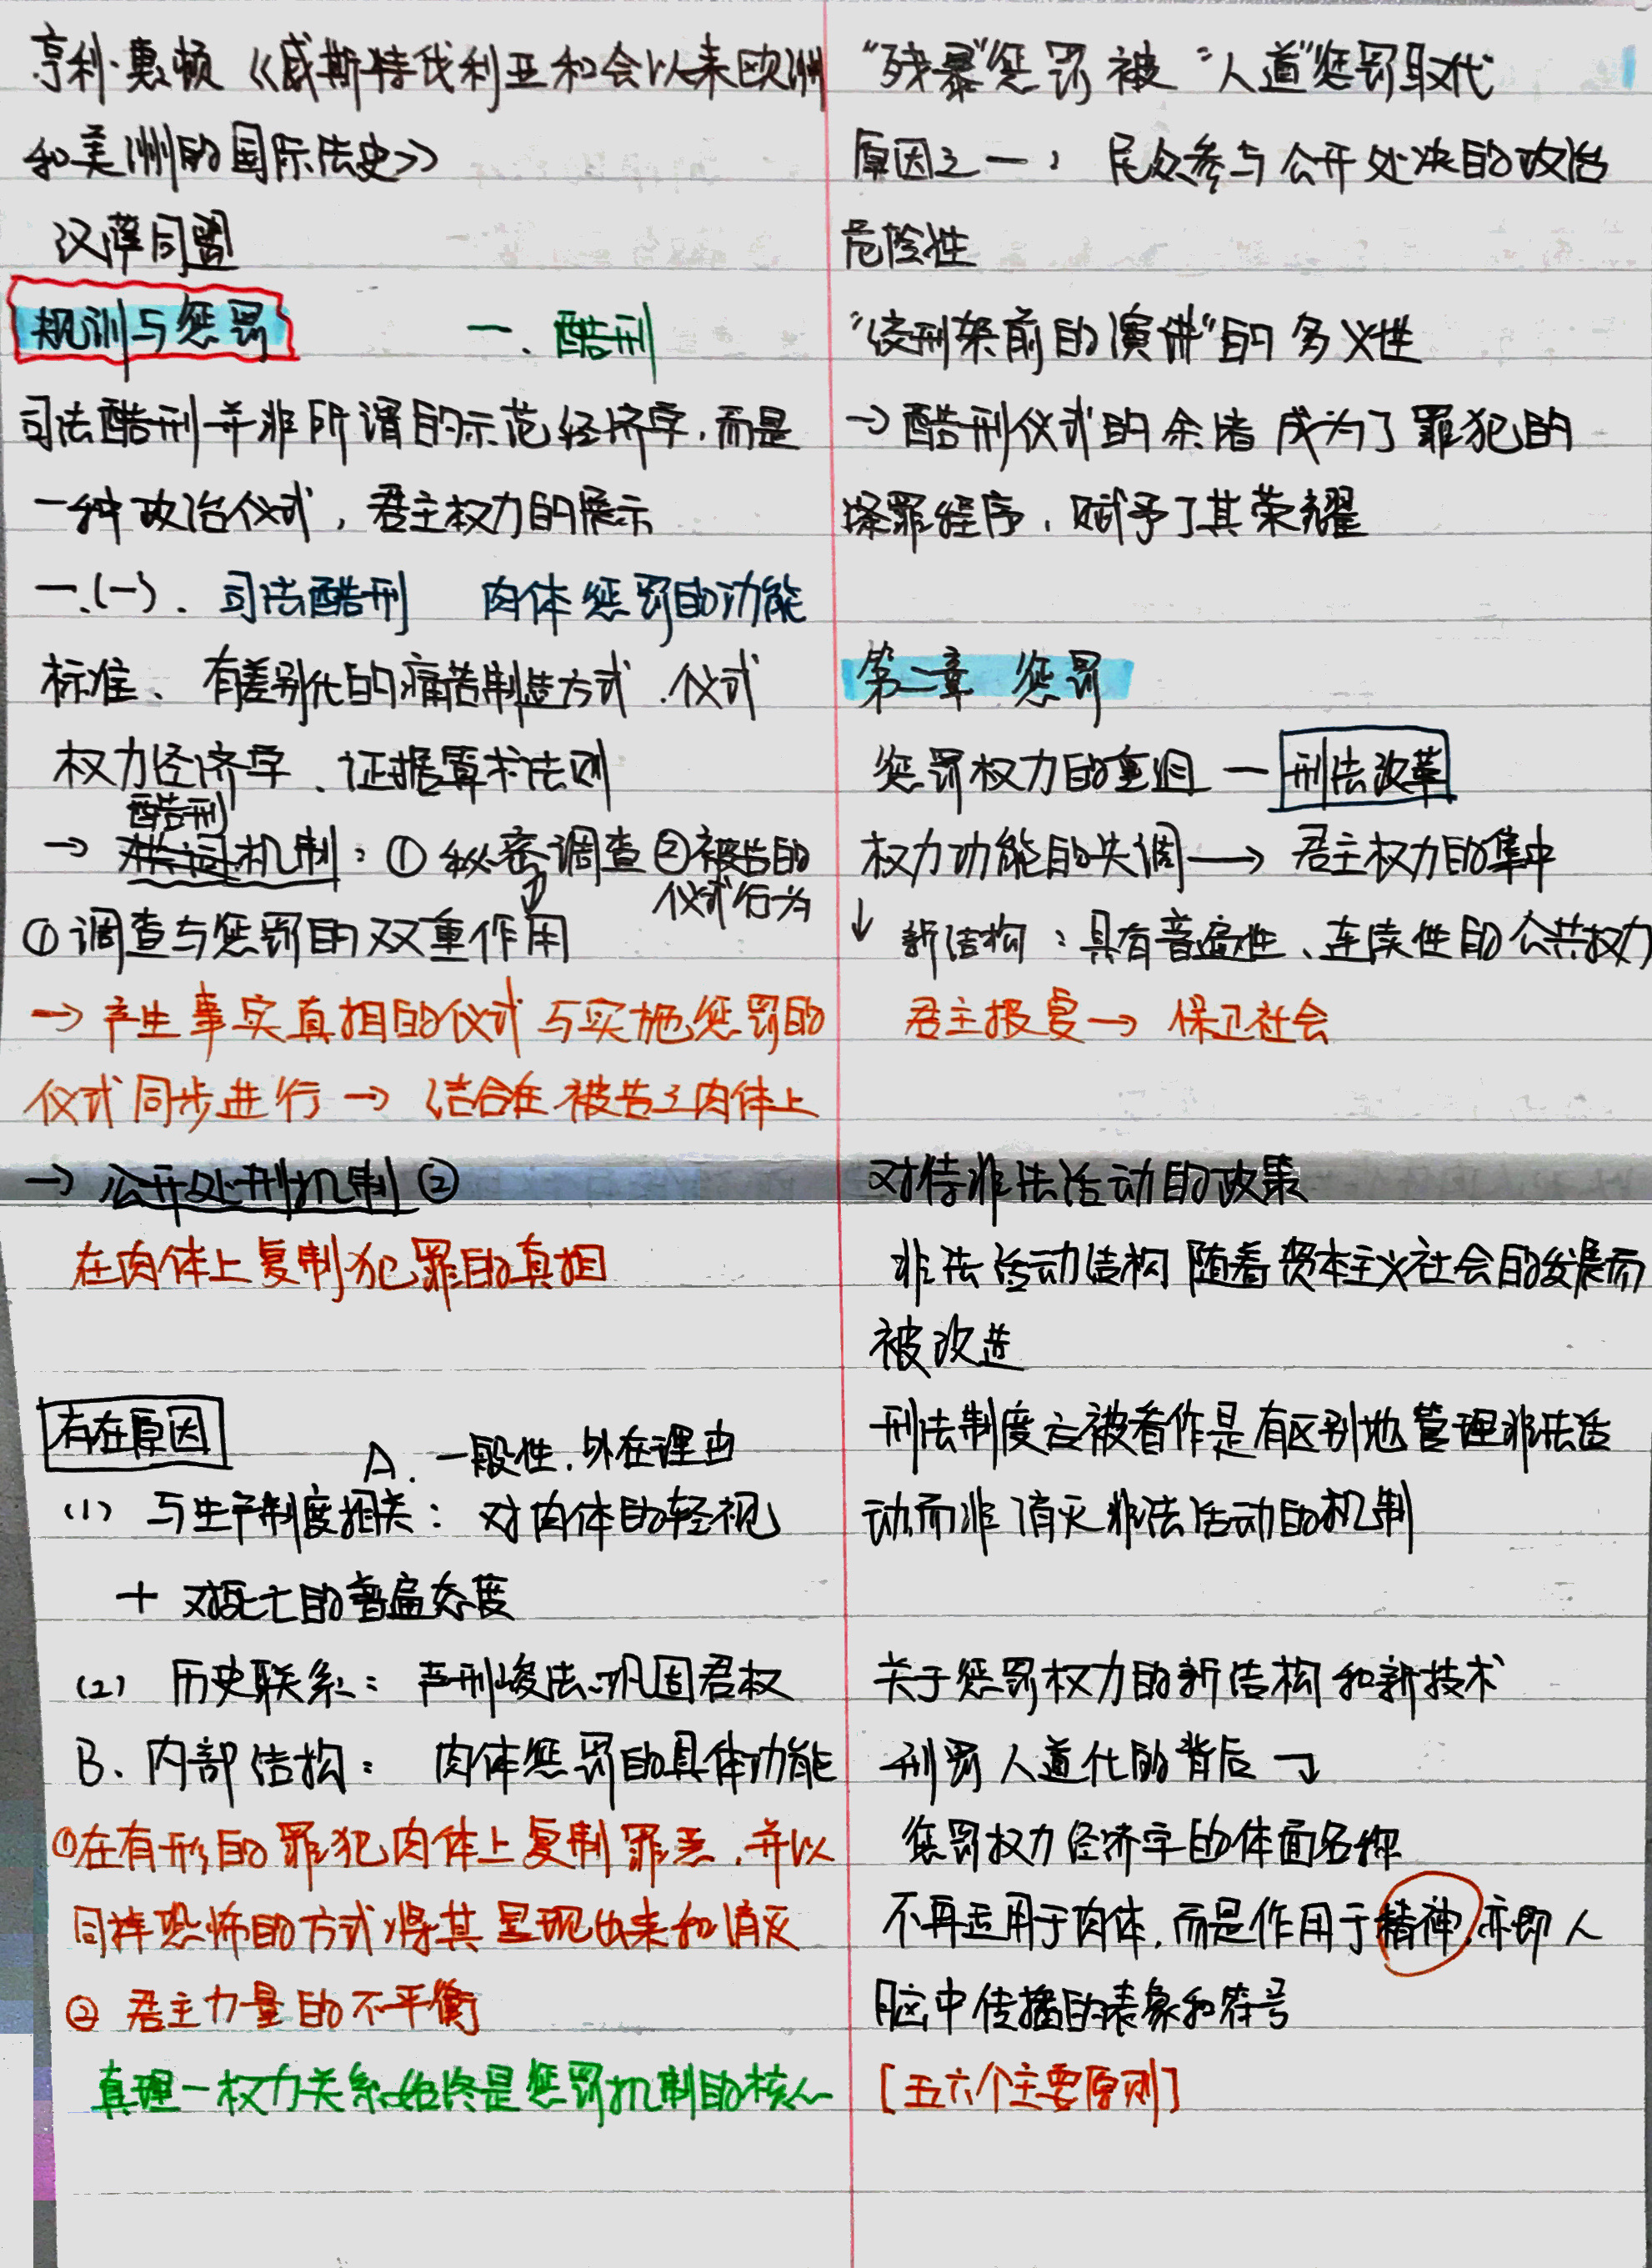 亨利·惠顿《威斯特伐利亚和会以来欧洲
和美洲的国际法史》
汉萨同盟
规训与惩罚 一、酷刑
司法酷刑并非所谓的示范经济学，而是
一种政治仪式，君主权力的展示
一.(一). 司法酷刑 肉体惩罚的功能
标准、有差别化的痛苦制造方式、仪式
权力经济学、证据算术法则
酷刑
→ 机制：①秘密调查②被告的
仪式行为
①调查与惩罚的双重作用
→产生事实真相的仪式与实施惩罚的
仪式同步进行→结合在被告之肉体上
→公开处刑机制②
在肉体上复制犯罪的真相
存在原因
A. 一般性、外在理由
(1) 与生产制度相关：对肉体的轻视
+ 对死亡的普遍态度
(2) 历史联系：严刑峻法，巩固君权
B、内部结构：肉体惩罚的具体功能
①在有形的罪犯肉体上复制罪恶，并以
同样恐怖的方式将其呈现出来和消灭
②君主力量的不平衡
真理—权力关系始终是惩罚机制的核心
“残暴”惩罚被“人道”惩罚取代
原因之一：民众参与公开处决的政治
危险性
“绞刑架前的演讲”的多义性
→酷刑仪式的余绪成为了罪犯的
涤罪程序，赋予了其荣耀
第二章 惩罚
惩罚权力的重组—刑法改革
权力功能的失调→君主权力的集中
↓ 新结构：具有普遍性、连续性的公共权力
君主报复→保卫社会
对待非法活动的政策
非法活动结构随着资本主义社会的发展而
被改进
刑法制度应被看作是有区别地管理非法活
动而非消灭非法活动的机制
关于惩罚权力的新结构和新技术
刑罚人道化的背后 ↴
惩罚权力经济学的体面名称
不再适用于肉体，而是作用于精神，亦即人
脑中传播的表象和符号
[五六个主要原则]